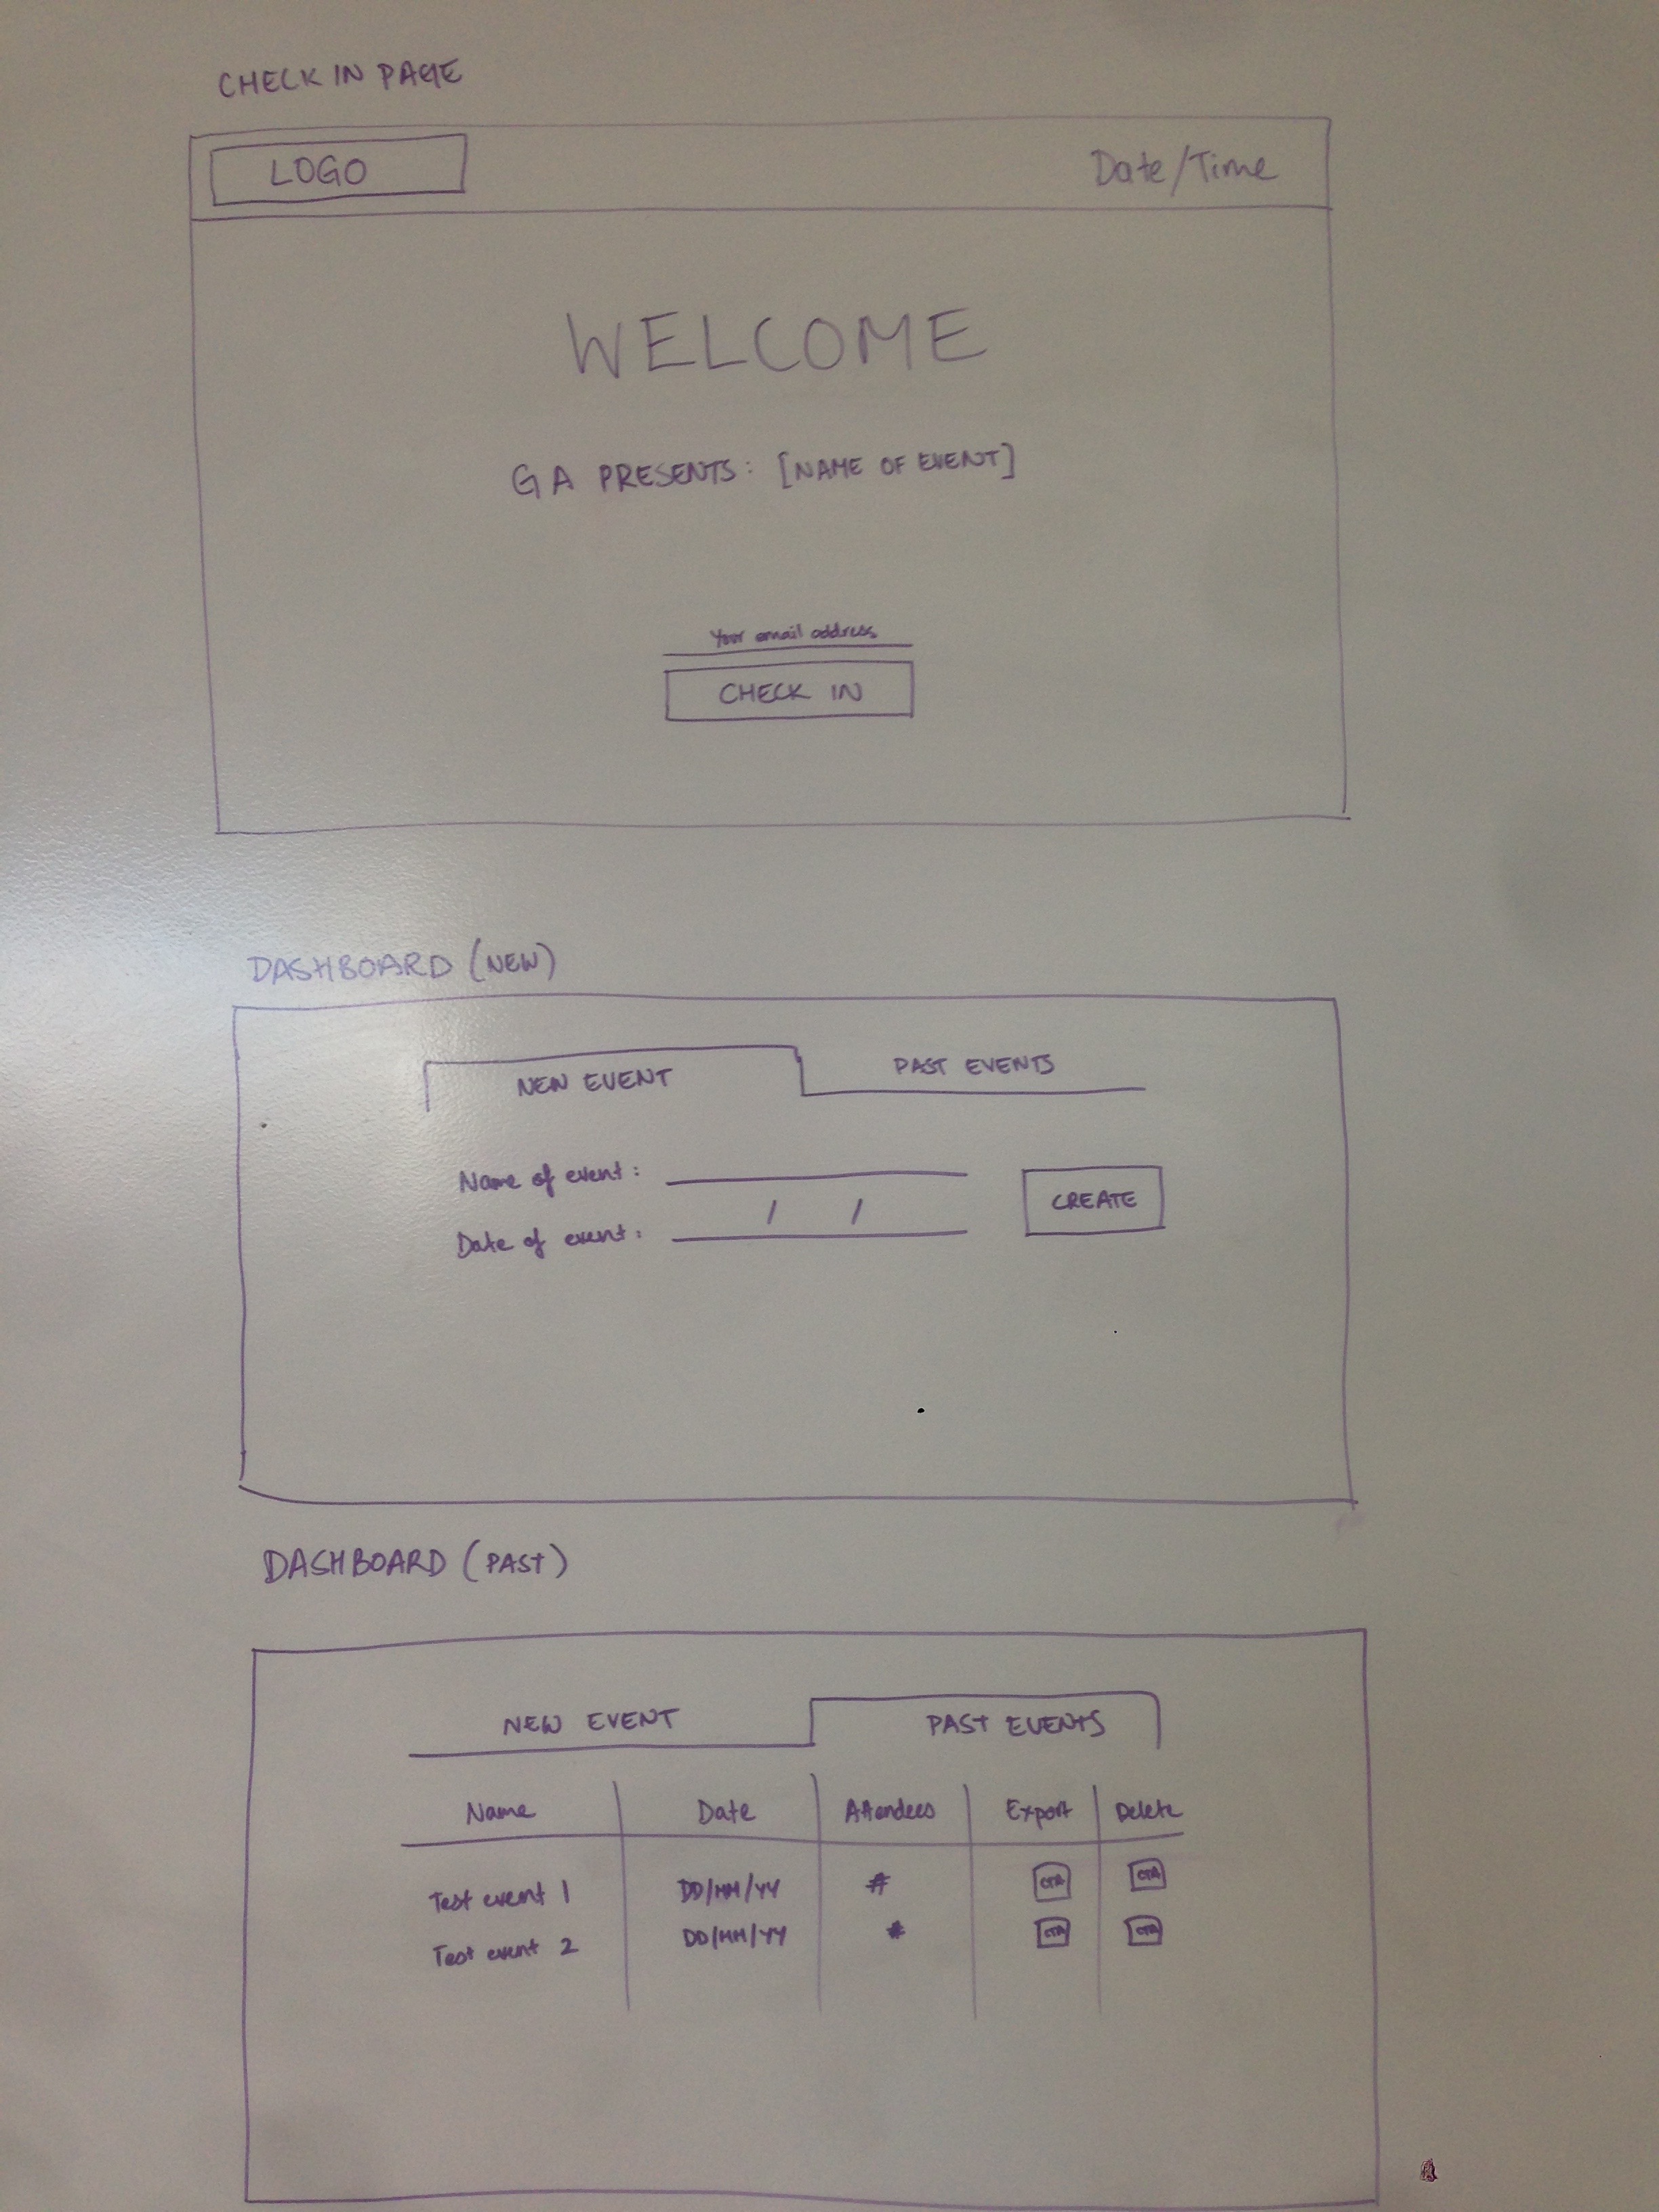 CHECK IN PAGE
LOGO
Date/Time
WELCOME
GA PRESENTS: [NAME OF EVENT]
Your email address
CHECK IN
DASHBOARD (NEW)
NEW EVENT PAST EVENTS
Name of event:
Date of event: / /
CREATE
DASHBOARD (PAST)
NEW EVENT PAST EVENTS
Name Date Attendees Export Delete
Test event 1 DD/MM/YY # CTA CTA
Test event 2 DD/MM/YY # CTA CTA